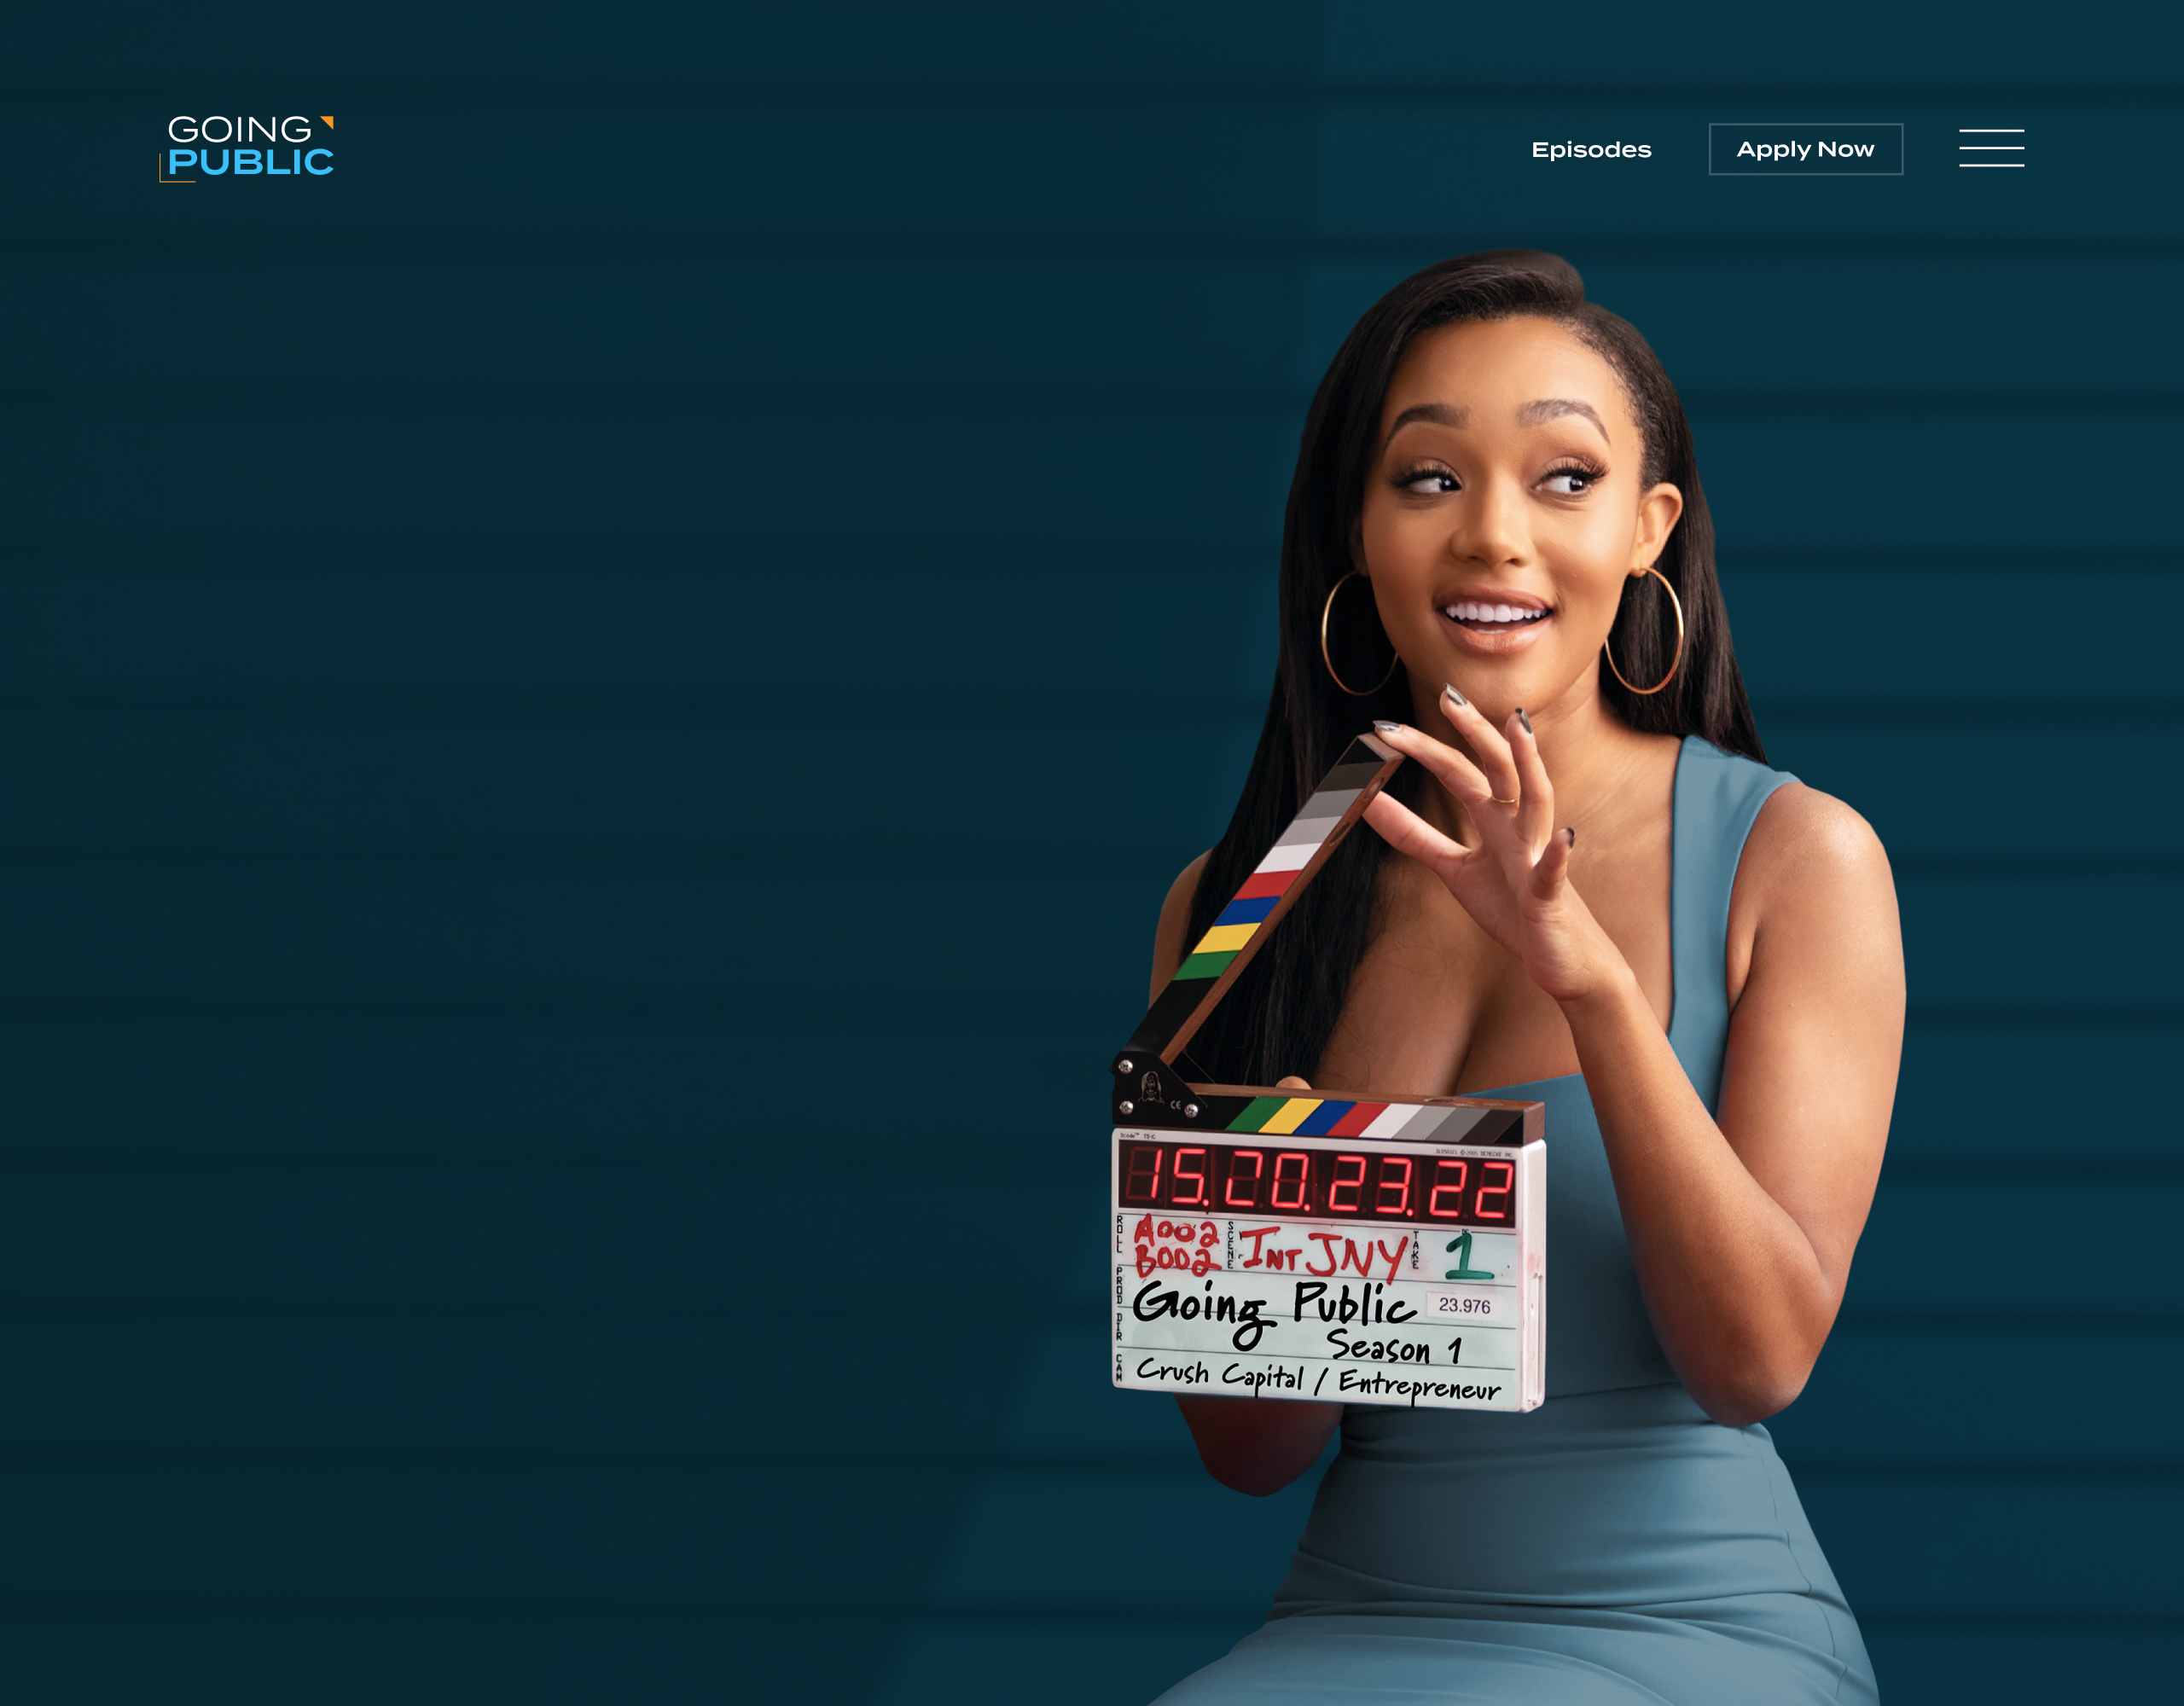 GOING
PUBLIC
Episodes
Apply Now
CE
15.20.23.22
ROLL
A002
B002
SCENE
INT JNY
TAKE
1
PROD
Going Public
23.976
DIR
Season 1
CAM
Crush Capital / Entrepreneur